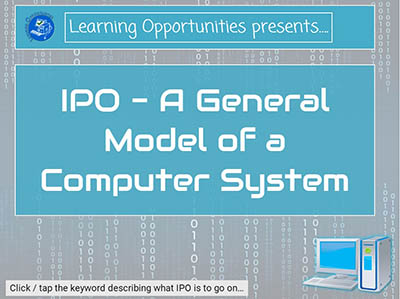 Learning Opportunities presents....
IPO - A General
Model of a
Computer System
Click / tap the keyword describing what IPO is to go on...